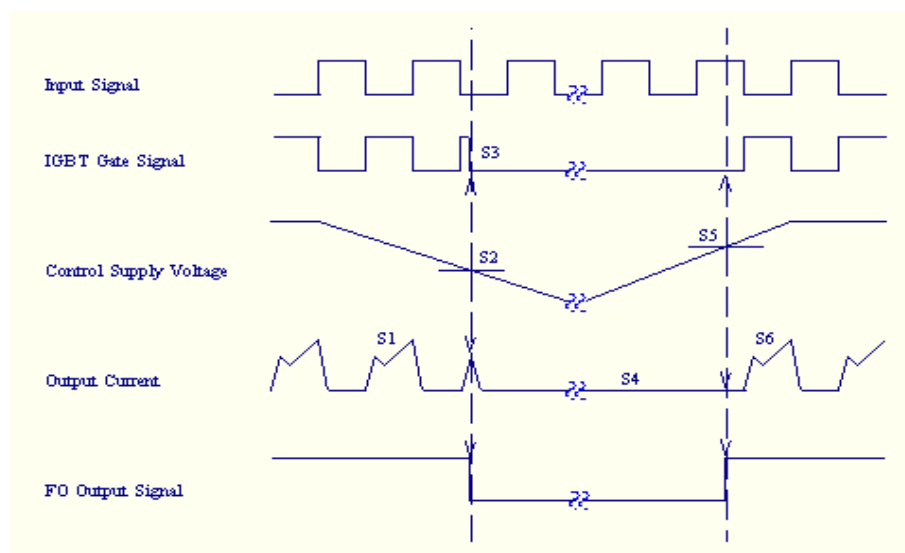 Input Signal
IGBT Gate Signal
S3
S5
S2
Control Supply Voltage
S1
S6
Output Current
S4
FO Output Signal